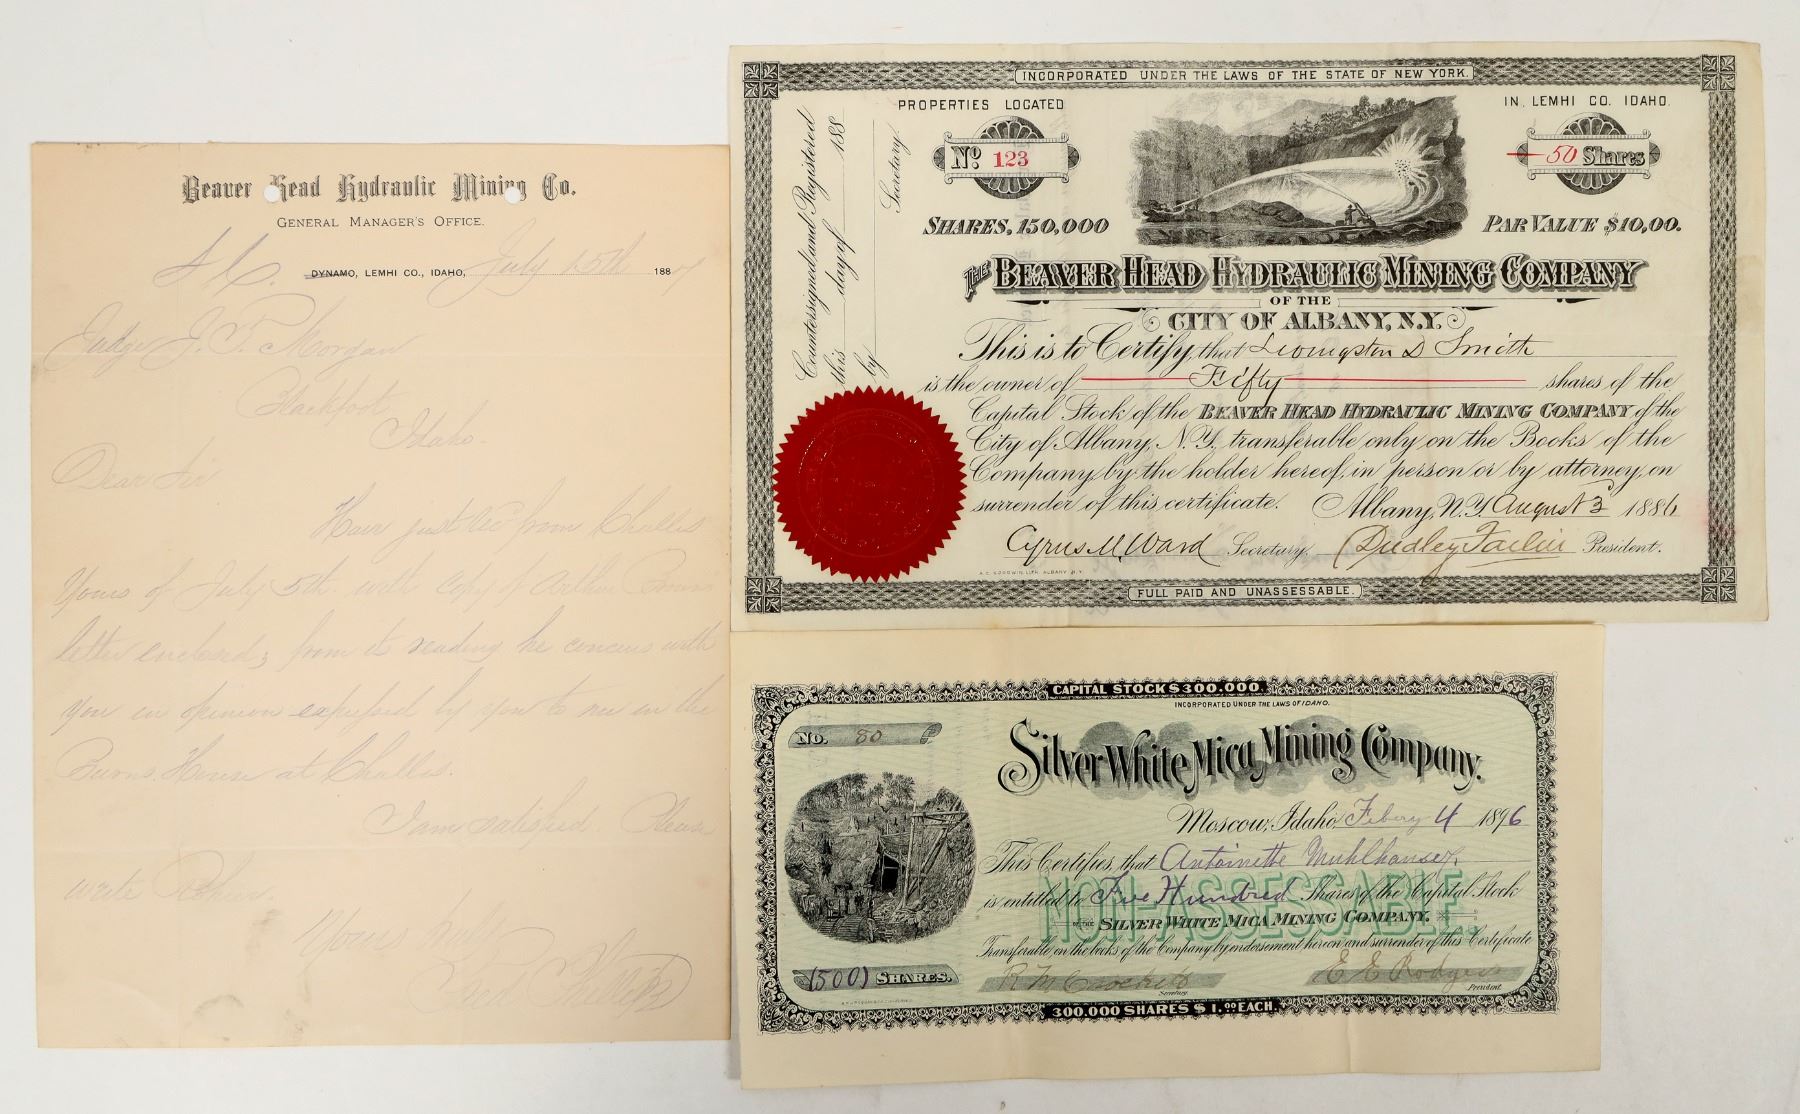 Beaver Head Hydraulic Mining Co.
GENERAL MANAGER'S OFFICE.
DYNAMO, LEMHI CO., IDAHO, July 15th 1887
Judge J. T. Morgan
Blackfoot
Idaho.
Dear Sir
Have just rec from Challis
Yours of July 5th with copy of Arthur
letter enclosed; from its reading he concurs with
you in opinion expressed by you to me in the
Burns House at Challis.
I am satisfied. Please
write
Yours
INCORPORATED UNDER THE LAWS OF THE STATE OF NEW YORK.
PROPERTIES LOCATED IN LEMHI CO. IDAHO.
No 123
50 Shares
SHARES, 150,000
PAR VALUE $10,00.
Countersigned and Registered
this day of 188
by Secretary.
THE BEAVER HEAD HYDRAULIC MINING COMPANY
OF THE
CITY OF ALBANY, N.Y.
This is to Certify, that Livingston D Smith
is the owner of Fifty shares of the
Capital Stock of the BEAVER HEAD HYDRAULIC MINING COMPANY of the
City of Albany, N.Y. transferable only on the Books of the
Company, by the holder hereof, in person or by attorney, on
surrender of this certificate. Albany, N.Y. August 3 1886
Cyrus M Ward Secretary. Dudley President.
A. C. GOODWIN, LITH. ALBANY N.Y.
FULL PAID AND UNASSESSABLE.
CAPITAL STOCK $300.000.
INCORPORATED UNDER THE LAWS OF IDAHO.
No. 80
Silver White Mica Mining Company.
Moscow, Idaho, Febry 4 1896
This Certifies, that Antoinette Muhlhauser
is entitled to Five Hundred Shares of the Capital Stock
NON-ASSESSABLE.
OF THE SILVER WHITE MICA MINING COMPANY.
Transferable on the books of the Company by endorsement hereon and surrender of this Certificate
(500) SHARES.
R M Crockett
Secretary
E E Rodgers
President
300.000 SHARES $1.00 EACH.